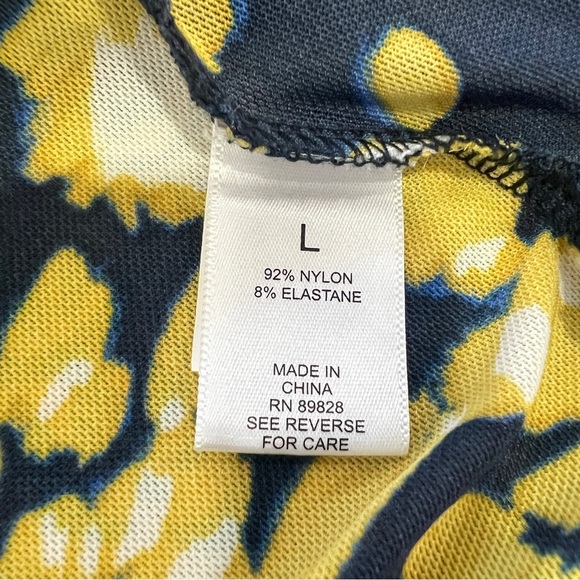 L
92% NYLON
8% ELASTANE
MADE IN
CHINA
RN 89828
SEE REVERSE
FOR CARE